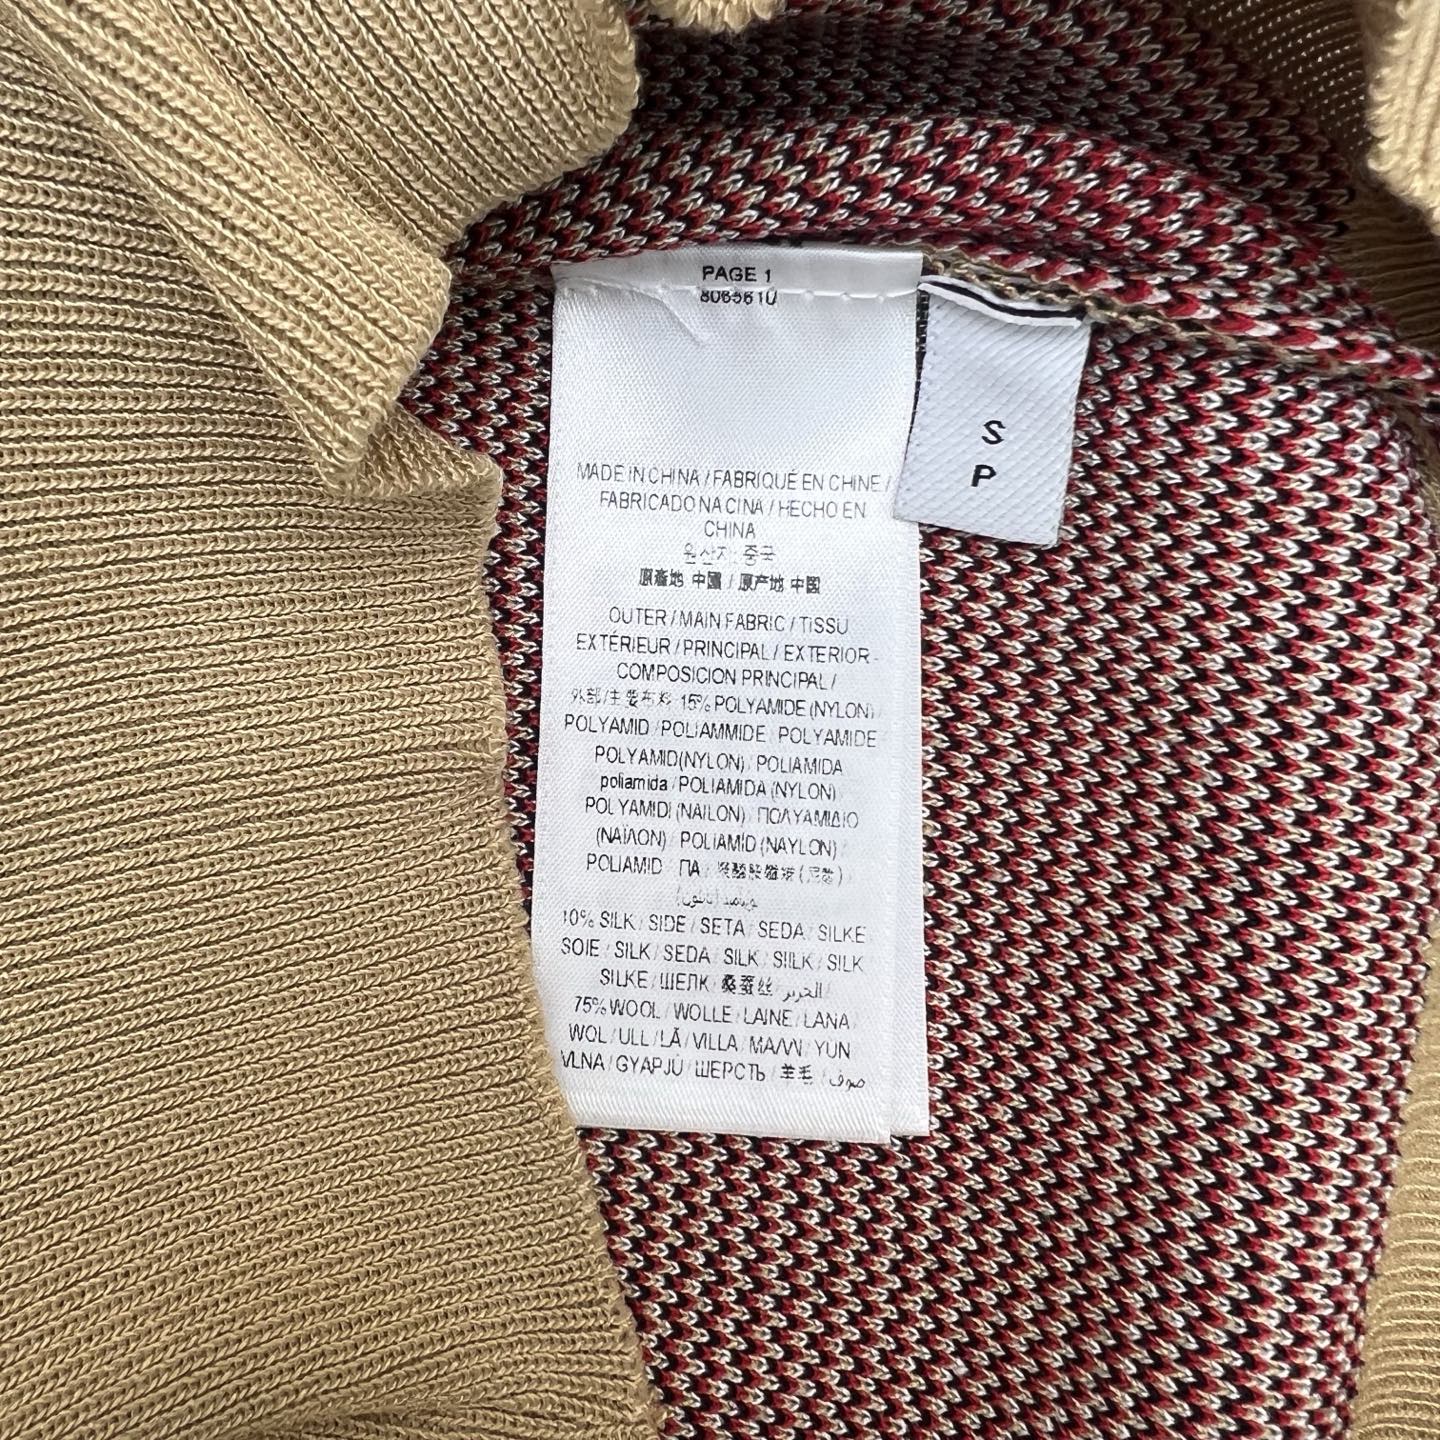 PAGE 1
8065610
S
P
MADE IN CHINA / FABRIQUÉ EN CHINE /
FABRICADO NA CINA / HECHO EN
CHINA
원산지: 중국
原產地 中國 / 原产地 中国
OUTER / MAIN FABRIC / TISSU
EXTÉRIEUR / PRINCIPAL / EXTERIOR -
COMPOSICION PRINCIPAL /
外部/主要布料 15% POLYAMIDE (NYLON) /
POLYAMID / POLIAMMIDE / POLYAMIDE
POLYAMID(NYLON) / POLIAMIDA
poliamida / POLIAMIDA (NYLON)
POLYAMIDI (NAILON) / ΠΟΛΥΑΜΙΔΙΟ
(ΝΑΪΛΟΝ) / POLIAMID (NAYLON) /
POLIAMID / ПА /
10% SILK / SIDE / SETA / SEDA / SILKE
SOIE / SILK / SEDA / SILK / SIILK / SILK
SILKE / ШЕЛК / 桑蚕丝 / الحرير /
75% WOOL / WOLLE / LAINE / LANA /
WOL / ULL / LÃ / VILLA / ΜΑΛΛΙ / YÜN
VLNA / GYAPJÚ / ШЕРСТЬ / 羊毛 / صوف /